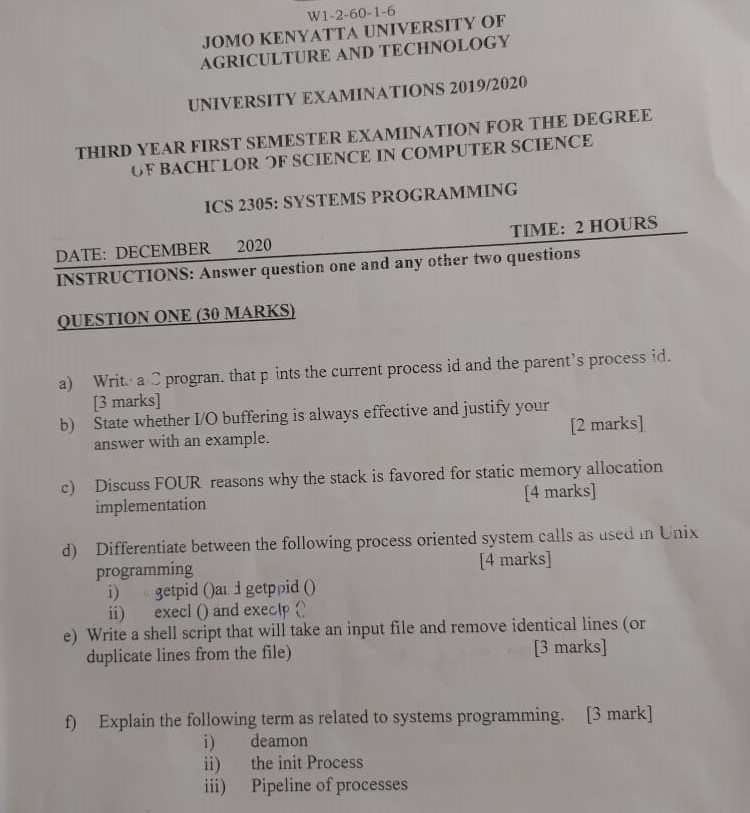 W1-2-60-1-6
JOMO KENYATTA UNIVERSITY OF
AGRICULTURE AND TECHNOLOGY
UNIVERSITY EXAMINATIONS 2019/2020
THIRD YEAR FIRST SEMESTER EXAMINATION FOR THE DEGREE
OF BACHELOR OF SCIENCE IN COMPUTER SCIENCE
ICS 2305: SYSTEMS PROGRAMMING
DATE: DECEMBER 2020 TIME: 2 HOURS
INSTRUCTIONS: Answer question one and any other two questions
QUESTION ONE (30 MARKS)
a) Write a C program that prints the current process id and the parent's process id.
[3 marks]
b) State whether I/O buffering is always effective and justify your
answer with an example. [2 marks]
c) Discuss FOUR reasons why the stack is favored for static memory allocation
implementation [4 marks]
d) Differentiate between the following process oriented system calls as used in Unix
programming [4 marks]
i) getpid ()and getppid ()
ii) execl () and execlp ()
e) Write a shell script that will take an input file and remove identical lines (or
duplicate lines from the file) [3 marks]
f) Explain the following term as related to systems programming. [3 mark]
i) deamon
ii) the init Process
iii) Pipeline of processes